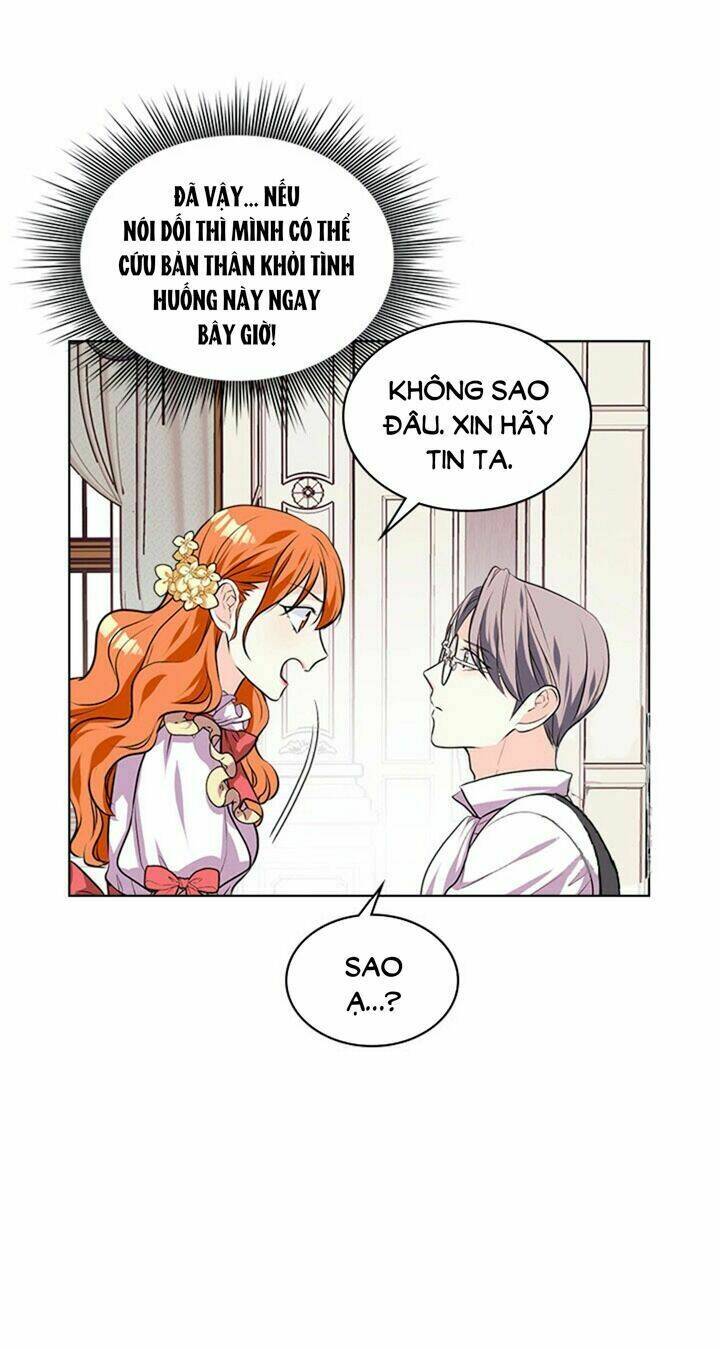 ĐÃ VẬY... NẾU
NÓI DỐI THÌ MÌNH CÓ THỂ
CỨU BẢN THÂN KHỎI TÌNH
HUỐNG NÀY NGAY
BÂY GIỜ!
KHÔNG SAO
ĐÂU. XIN HÃY
TIN TA.
SAO
Ạ...?